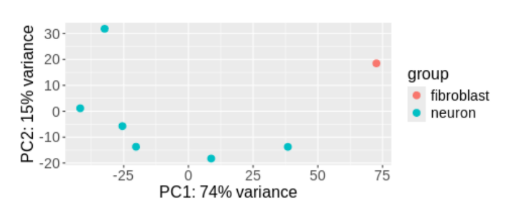 PC2: 15% variance
30
20
10
0
-10
-20
-25
0
25
50
75
PC1: 74% variance
group
fibroblast
neuron